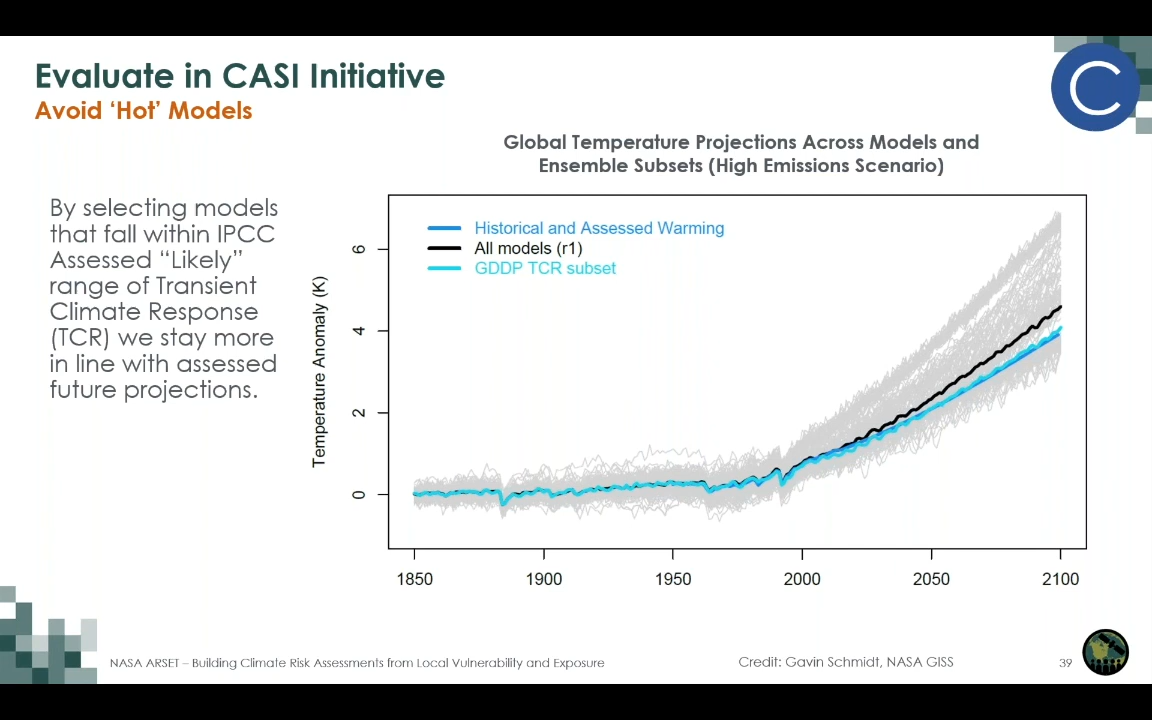 Evaluate in CASI Initiative
Avoid ‘Hot’ Models
C
Global Temperature Projections Across Models and
Ensemble Subsets (High Emissions Scenario)
By selecting models
that fall within IPCC
Assessed “Likely”
range of Transient
Climate Response
(TCR) we stay more
in line with assessed
future projections.
Historical and Assessed Warming
All models (r1)
GDDP TCR subset
Temperature Anomaly (K)
6
4
2
0
1850 1900 1950 2000 2050 2100
NASA ARSET – Building Climate Risk Assessments from Local Vulnerability and Exposure
Credit: Gavin Schmidt, NASA GISS
39